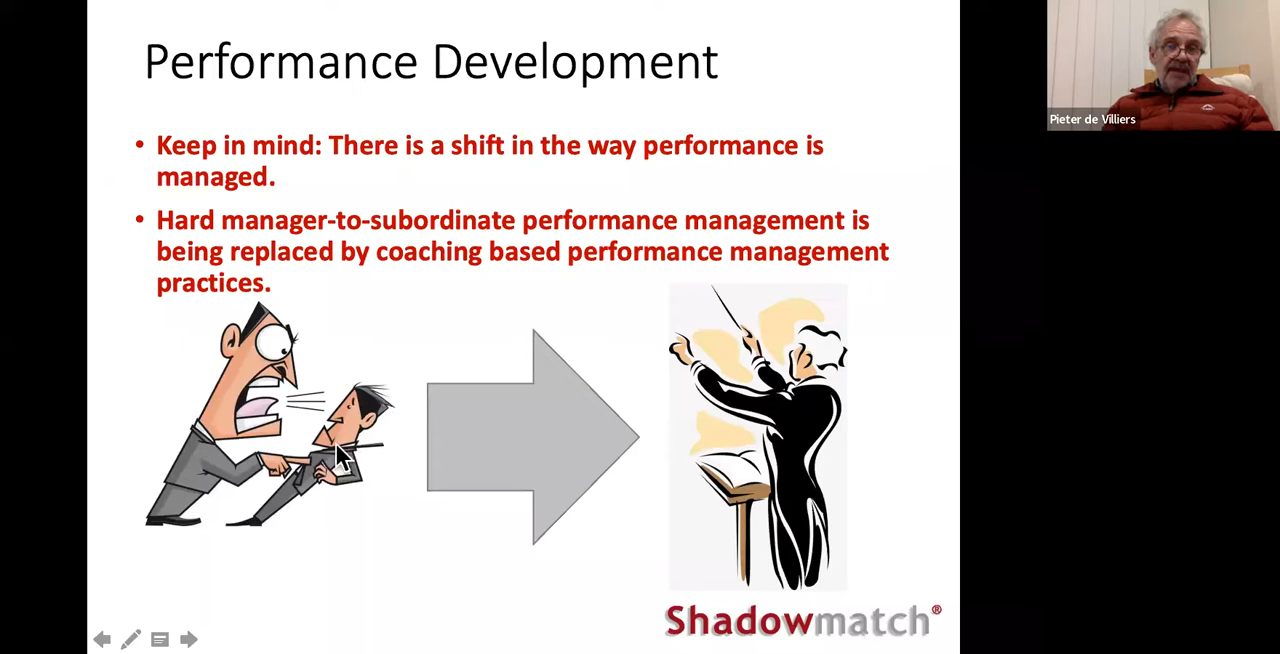 Performance Development
• Keep in mind: There is a shift in the way performance is
managed.
• Hard manager-to-subordinate performance management is
being replaced by coaching based performance management
practices.
Shadowmatch®
Pieter de Villiers